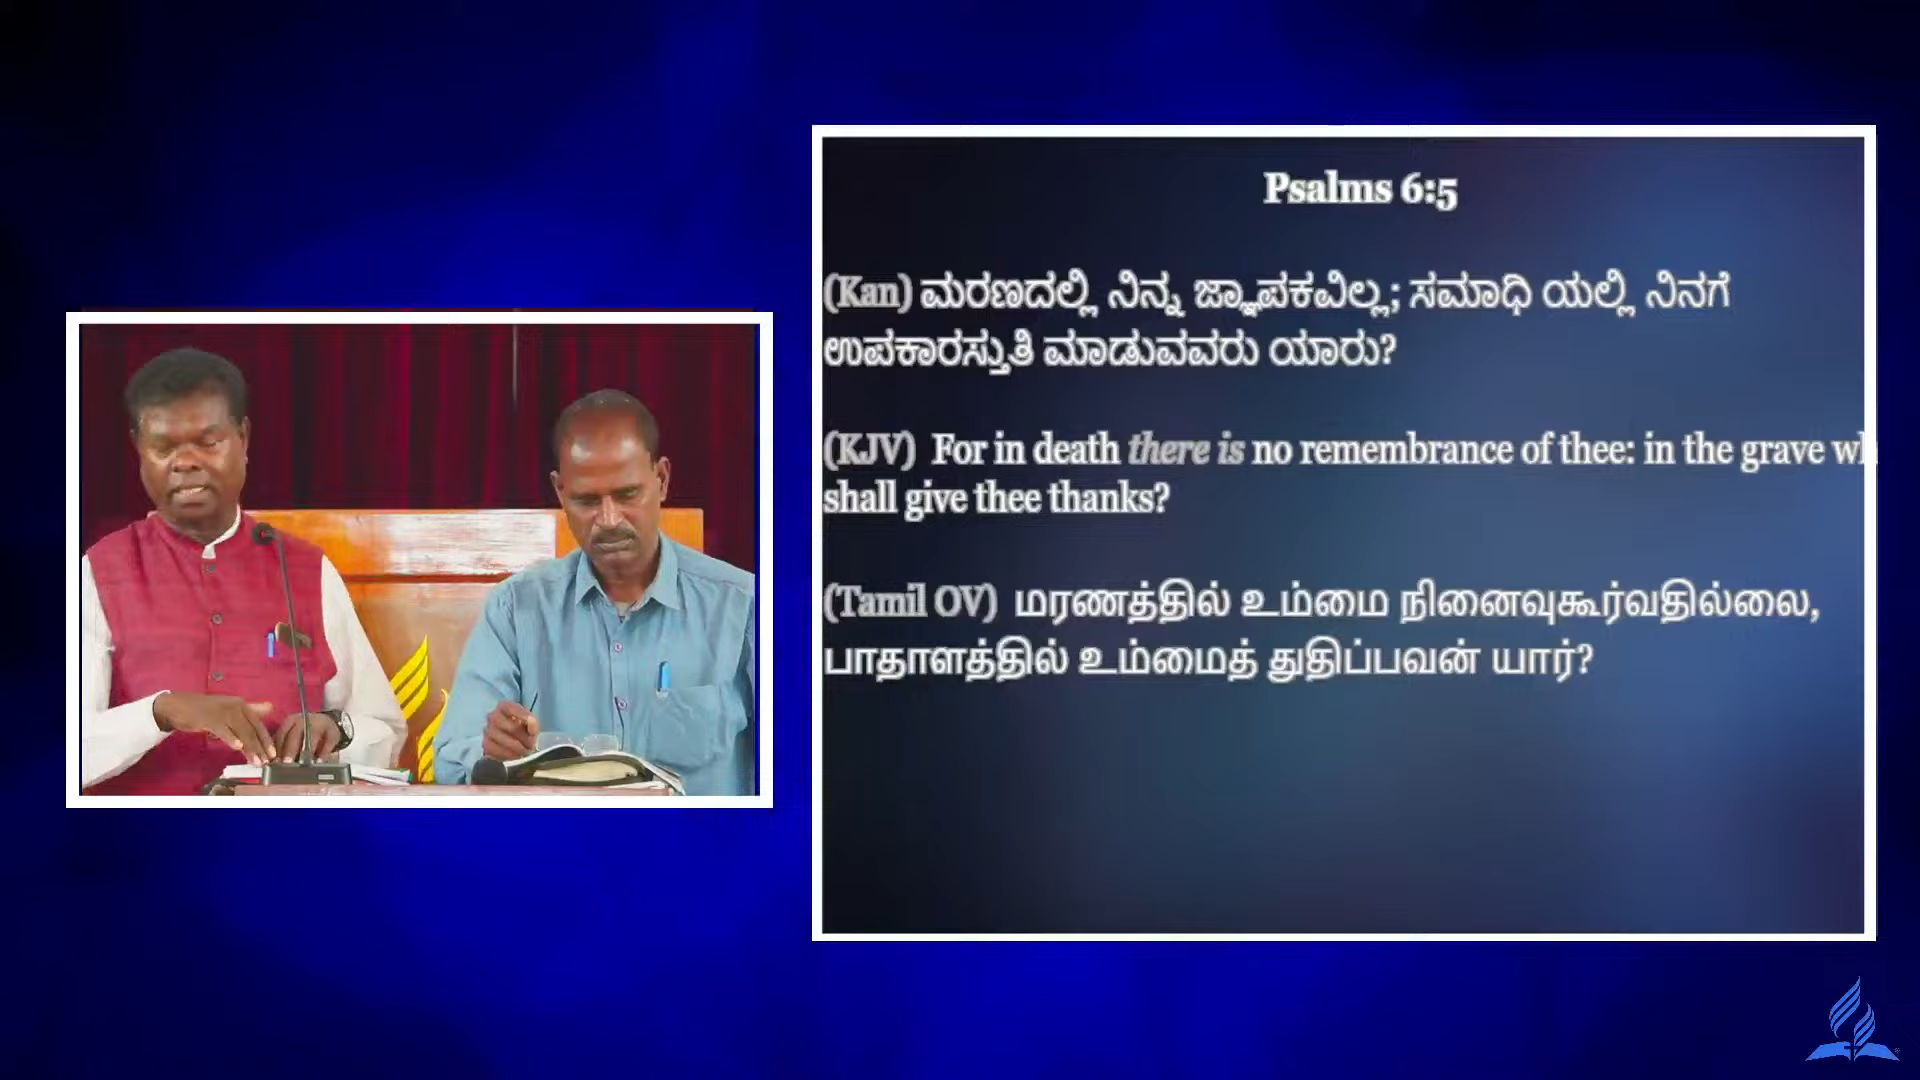 Psalms 6:5
(Kan) ಮರಣದಲ್ಲಿ ನಿನ್ನ ಜ್ಞಾಪಕವಿಲ್ಲ; ಸಮಾಧಿ ಯಲ್ಲಿ ನಿನಗೆ
ಉಪಕಾರಸ್ತುತಿ ಮಾಡುವವರು ಯಾರು?
(KJV) For in death there is no remembrance of thee: in the grave
shall give thee thanks?
(Tamil OV) மரணத்தில் உம்மை நினைவுகூர்வதில்லை,
பாதாளத்தில் உம்மைத் துதிப்பவன் யார்?